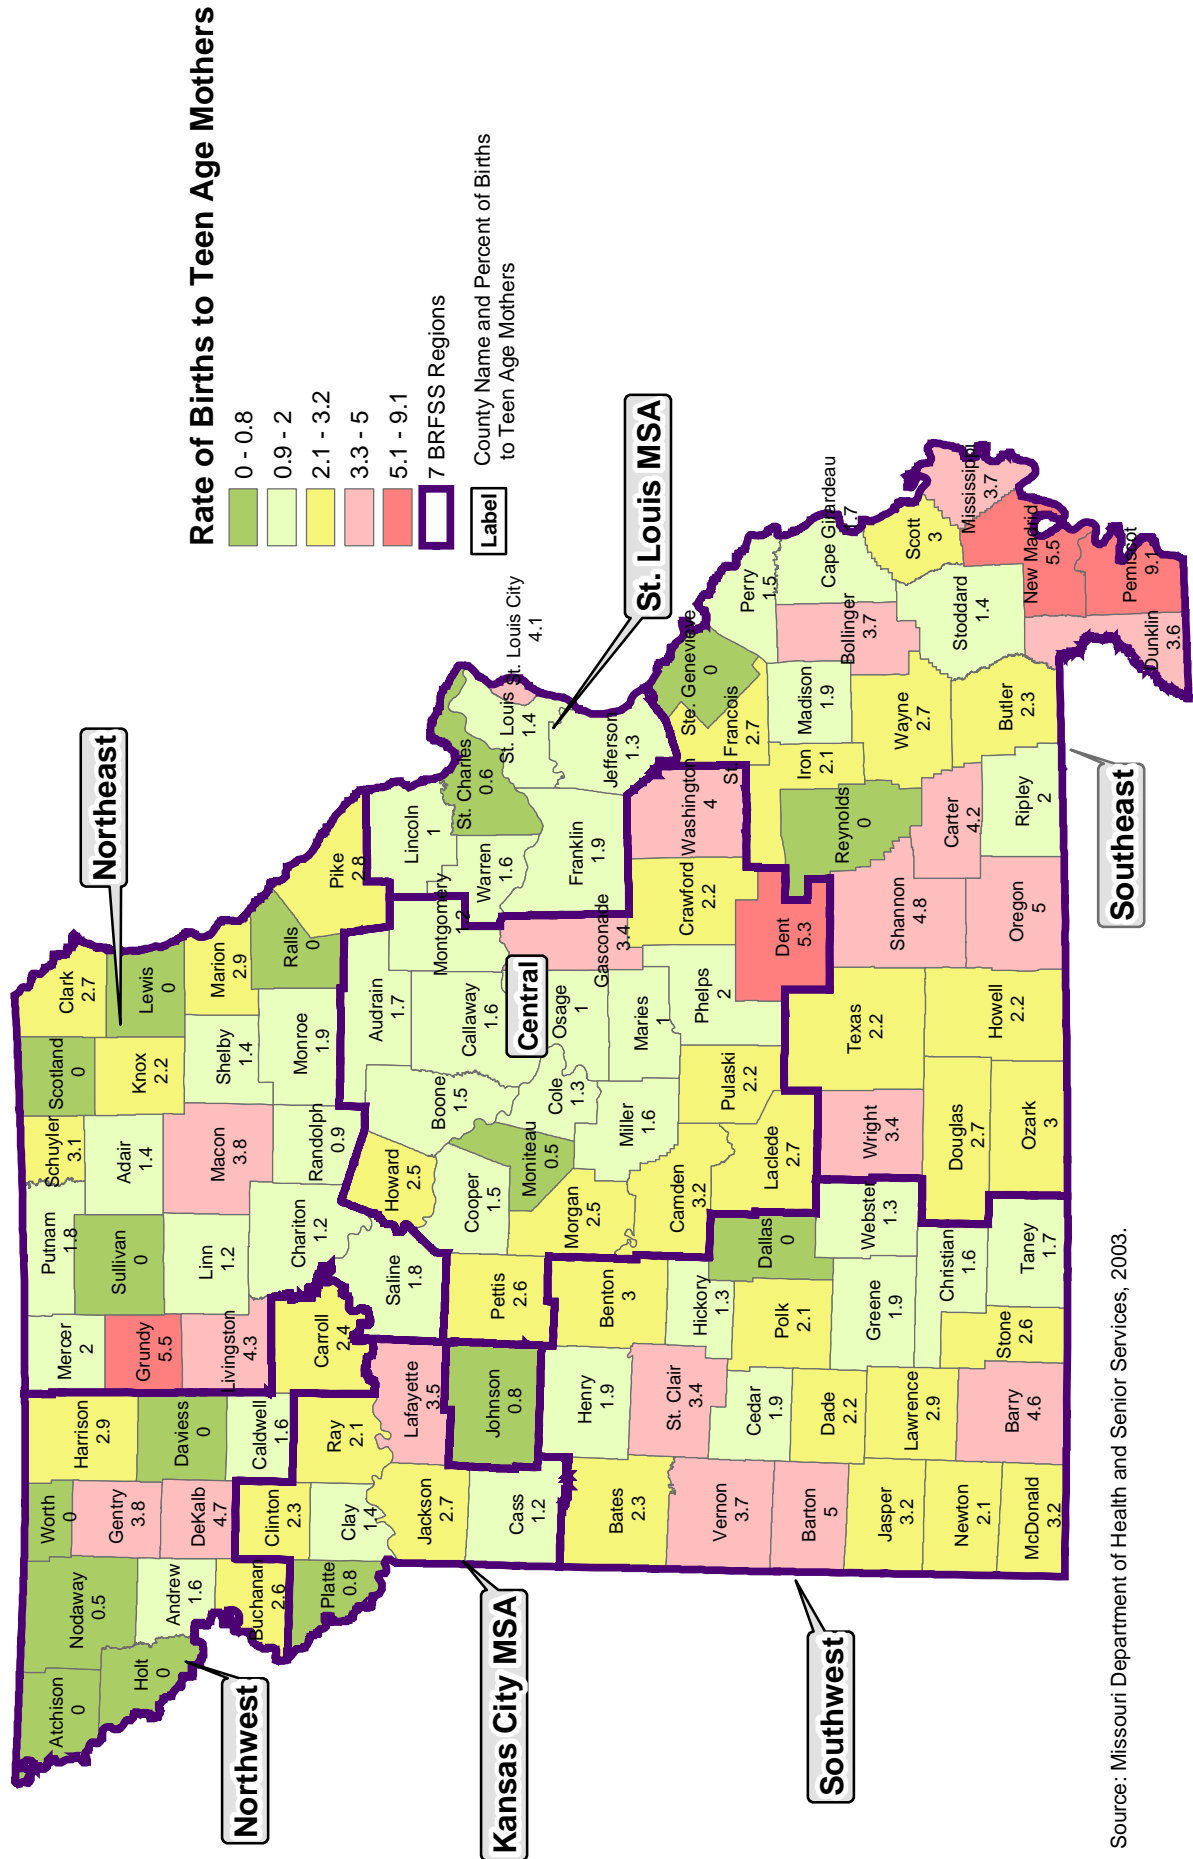 Rate of Births to Teen Age Mothers
0 - 0.8
0.9 - 2
2.1 - 3.2
3.3 - 5
5.1 - 9.1
7 BRFSS Regions
Label
County Name and Percent of Births
to Teen Age Mothers
Northwest
Northeast
Kansas City MSA
Central
St. Louis MSA
Southwest
Southeast
Atchison
0
Nodaway
0.5
Worth
0
Harrison
2.9
Mercer
2
Putnam
1.8
Schuyler
3.1
Scotland
0
Clark
2.7
Holt
0
Andrew
1.6
Gentry
3.8
DeKalb
4.7
Daviess
0
Grundy
5.5
Sullivan
0
Adair
1.4
Knox
2.2
Lewis
0
Buchanan
2.6
Clinton
2.3
Caldwell
1.6
Livingston
4.3
Linn
1.2
Macon
3.8
Shelby
1.4
Marion
2.9
Platte
0.8
Clay
1.4
Ray
2.1
Carroll
2.4
Chariton
1.2
Randolph
0.9
Monroe
1.9
Ralls
0
Pike
2.8
Jackson
2.7
Lafayette
3.5
Saline
1.8
Howard
2.5
Boone
1.5
Audrain
1.7
Callaway
1.6
Montgomery
1.2
Lincoln
1
Warren
1.6
St. Charles
0.6
St. Louis
1.4
St. Louis City
4.1
Cass
1.2
Johnson
0.8
Pettis
2.6
Cooper
1.5
Moniteau
0.5
Cole
1.3
Osage
1
Gasconade
3.4
Franklin
1.9
Jefferson
1.3
Bates
2.3
Henry
1.9
Benton
3
Morgan
2.5
Miller
1.6
Maries
1
Camden
3.2
Pulaski
2.2
Phelps
2
Crawford
2.2
Washington
4
Ste. Genevieve
0
St. Francois
2.7
Perry
1.5
Vernon
3.7
St. Clair
3.4
Hickory
1.3
Cedar
1.9
Polk
2.1
Dallas
0
Laclede
2.7
Dent
5.3
Iron
2.1
Madison
1.9
Bollinger
3.7
Cape Girardeau
1.7
Barton
5
Dade
2.2
Greene
1.9
Webster
1.3
Wright
3.4
Texas
2.2
Shannon
4.8
Reynolds
0
Wayne
2.7
Stoddard
1.4
Scott
3
Mississippi
3.7
Jasper
3.2
Lawrence
2.9
Christian
1.6
Douglas
2.7
Howell
2.2
Oregon
5
Carter
4.2
Ripley
2
Butler
2.3
New Madrid
5.5
Newton
2.1
McDonald
3.2
Barry
4.6
Stone
2.6
Taney
1.7
Ozark
3
Dunklin
3.6
Pemiscot
9.1
Source: Missouri Department of Health and Senior Services, 2003.